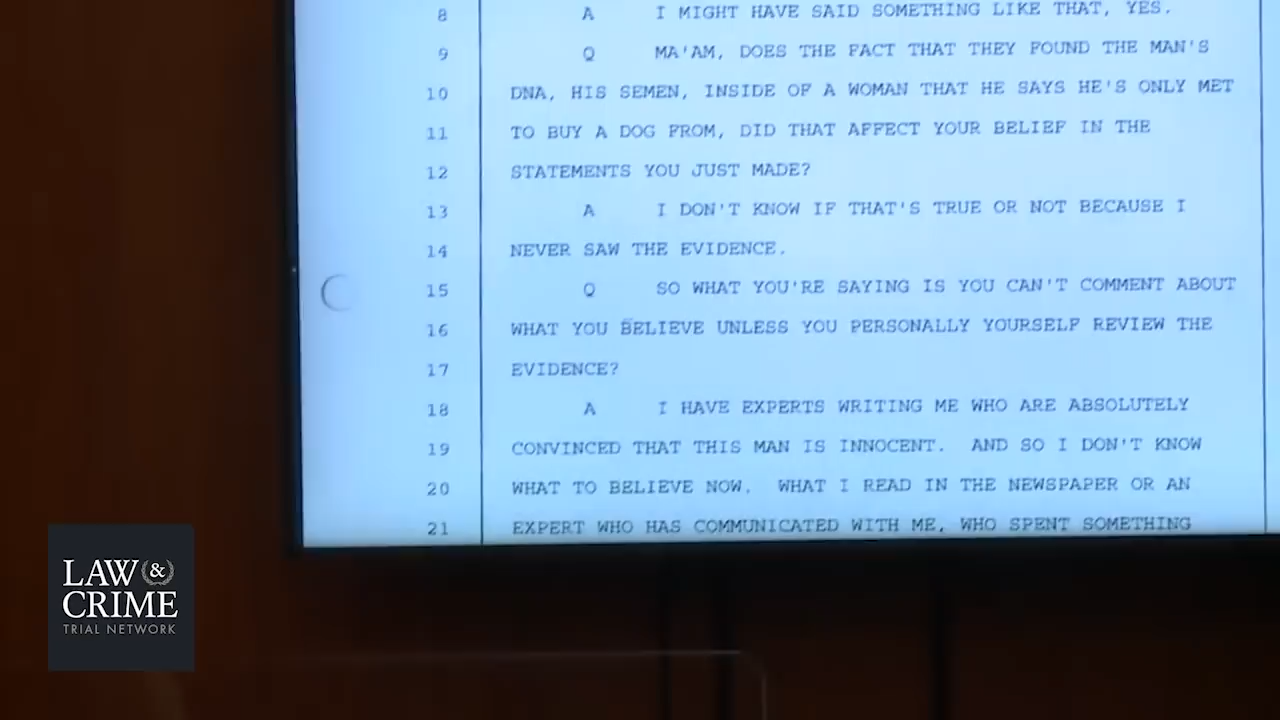 8 A I MIGHT HAVE SAID SOMETHING LIKE THAT, YES.
9 Q MA'AM, DOES THE FACT THAT THEY FOUND THE MAN'S
10 DNA, HIS SEMEN, INSIDE OF A WOMAN THAT HE SAYS HE'S ONLY MET
11 TO BUY A DOG FROM, DID THAT AFFECT YOUR BELIEF IN THE
12 STATEMENTS YOU JUST MADE?
13 A I DON'T KNOW IF THAT'S TRUE OR NOT BECAUSE I
14 NEVER SAW THE EVIDENCE.
15 Q SO WHAT YOU'RE SAYING IS YOU CAN'T COMMENT ABOUT
16 WHAT YOU BELIEVE UNLESS YOU PERSONALLY YOURSELF REVIEW THE
17 EVIDENCE?
18 A I HAVE EXPERTS WRITING ME WHO ARE ABSOLUTELY
19 CONVINCED THAT THIS MAN IS INNOCENT. AND SO I DON'T KNOW
20 WHAT TO BELIEVE NOW. WHAT I READ IN THE NEWSPAPER OR AN
21 EXPERT WHO HAS COMMUNICATED WITH ME, WHO SPENT SOMETHING
LAW &
CRIME
TRIAL NETWORK